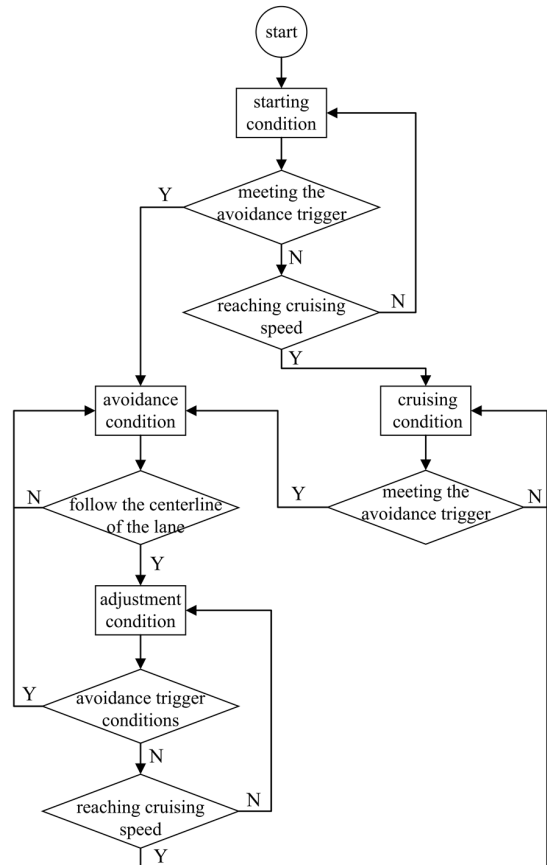 start
starting
condition
meeting the
avoidance trigger
Y
N
reaching cruising
speed
N
Y
avoidance
condition
cruising
condition
follow the centerline
of the lane
N
Y
meeting the
avoidance trigger
Y
N
adjustment
condition
avoidance trigger
conditions
Y
N
reaching cruising
speed
N
Y